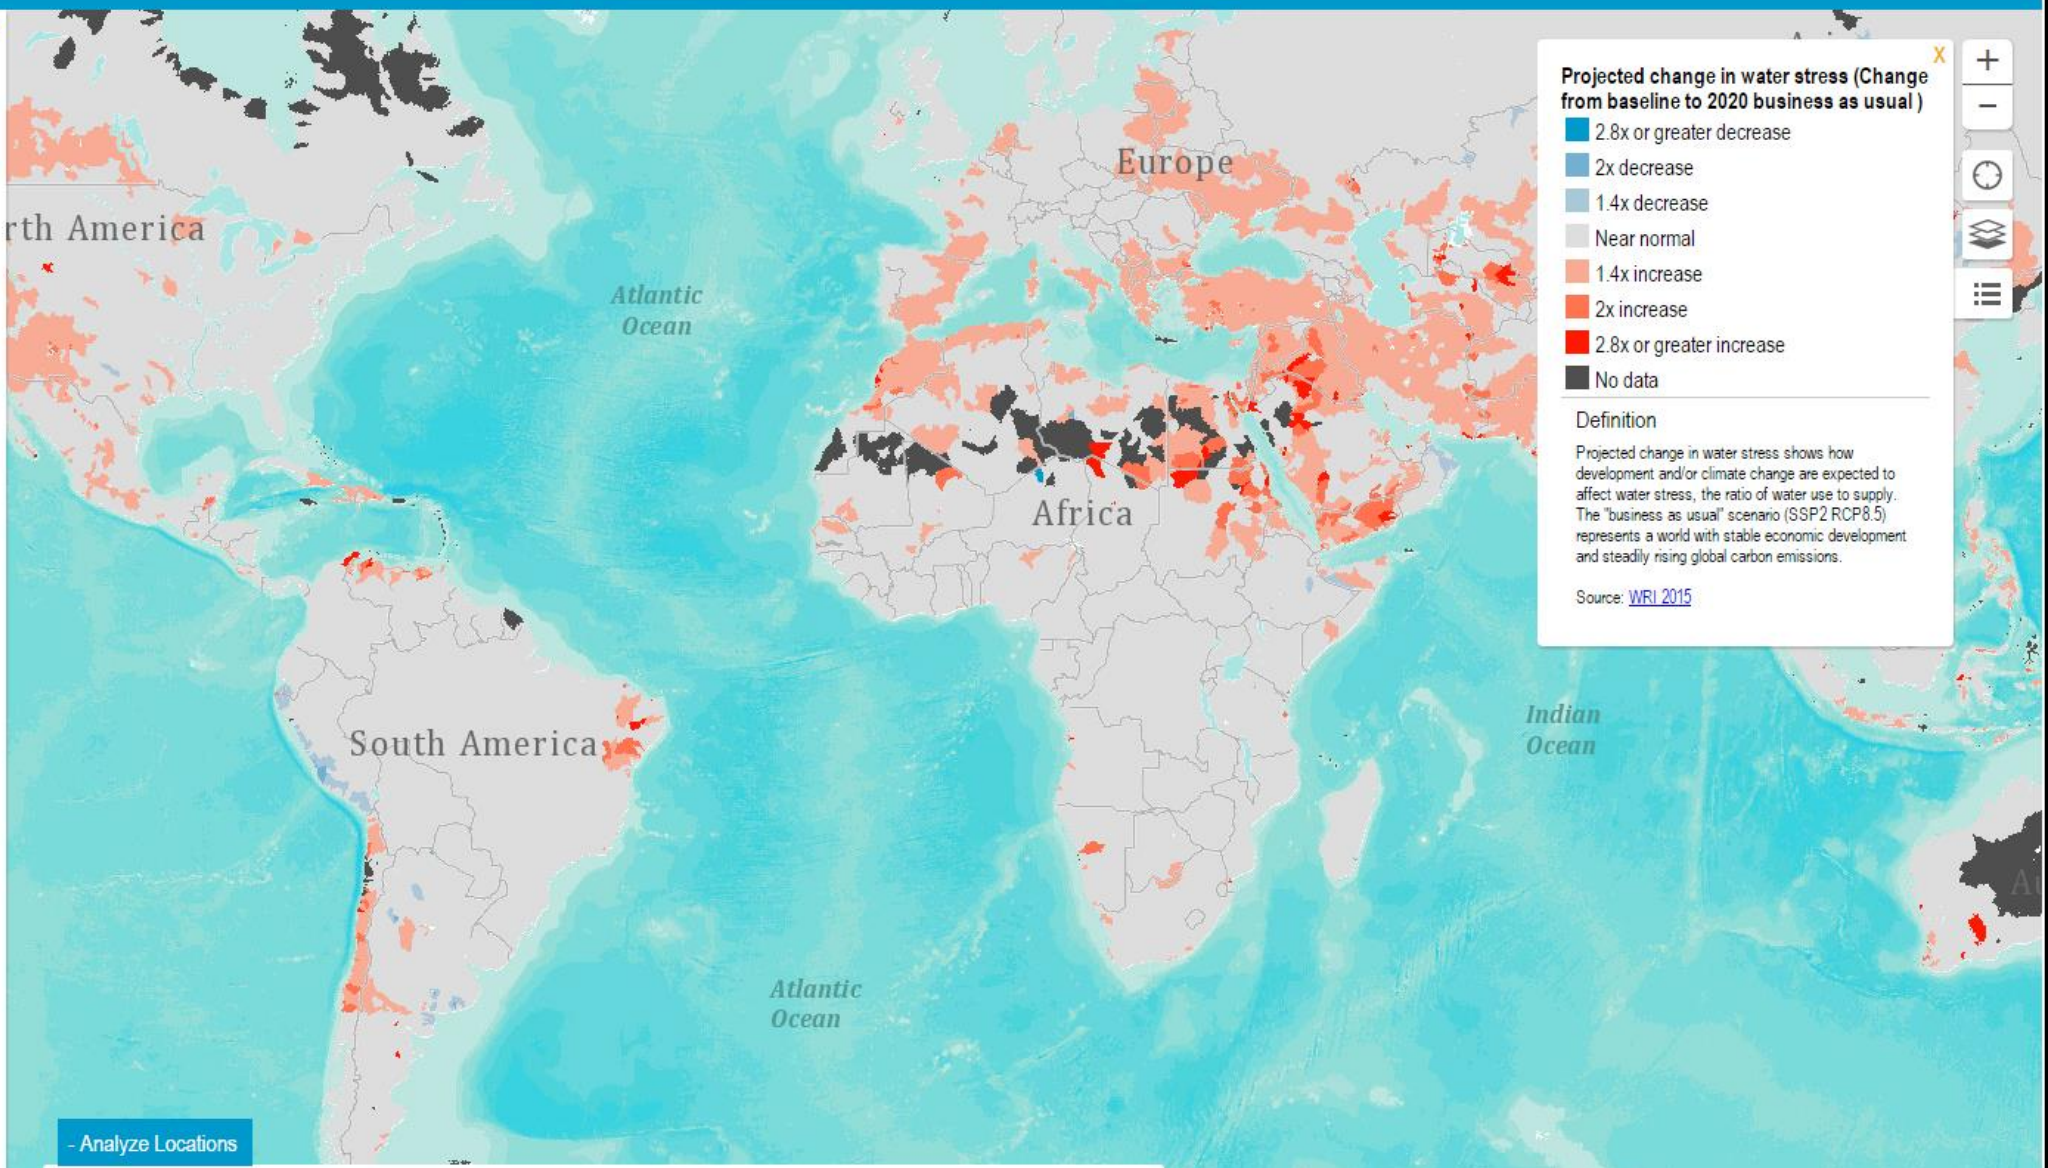 Europe
rth America
Atlantic
Ocean
Africa
South America
Indian
Ocean
Atlantic
Ocean
X
Projected change in water stress (Change
from baseline to 2020 business as usual )
2.8x or greater decrease
2x decrease
1.4x decrease
Near normal
1.4x increase
2x increase
2.8x or greater increase
No data
Definition
Projected change in water stress shows how
development and/or climate change are expected to
affect water stress, the ratio of water use to supply.
The "business as usual" scenario (SSP2 RCP8.5)
represents a world with stable economic development
and steadily rising global carbon emissions.
Source: WRI 2015
+
−
Au
- Analyze Locations